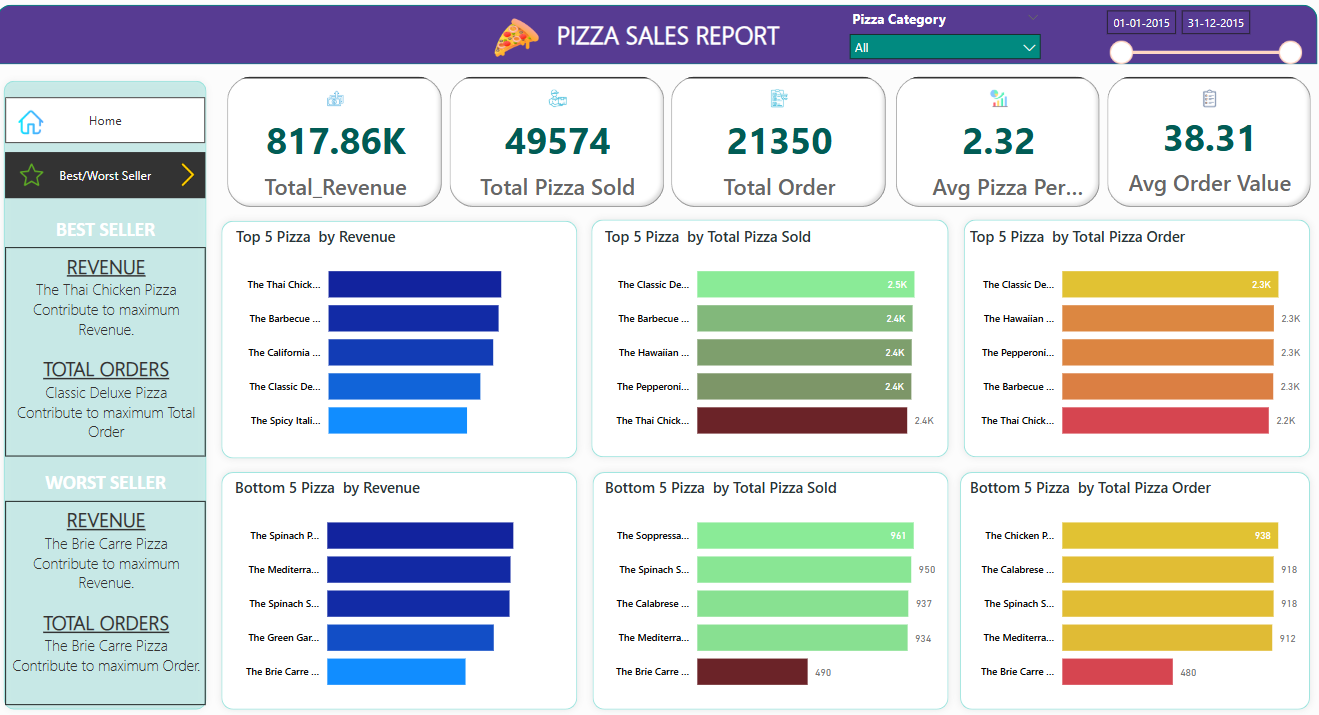 PIZZA SALES REPORT
Pizza Category
All
01-01-2015
31-12-2015
Home
Best/Worst Seller
BEST SELLER
REVENUE
The Thai Chicken Pizza
Contribute to maximum
Revenue.
TOTAL ORDERS
Classic Deluxe Pizza
Contribute to maximum Total
Order
WORST SELLER
REVENUE
The Brie Carre Pizza
Contribute to maximum
Revenue.
TOTAL ORDERS
The Brie Carre Pizza
Contribute to maximum Order.
817.86K
Total_Revenue
49574
Total Pizza Sold
21350
Total Order
2.32
Avg Pizza Per...
38.31
Avg Order Value
Top 5 Pizza by Revenue
The Thai Chick...
The Barbecue ...
The California ...
The Classic De...
The Spicy Itali...
Top 5 Pizza by Total Pizza Sold
The Classic De... 2.5K
The Barbecue ... 2.4K
The Hawaiian ... 2.4K
The Pepperoni... 2.4K
The Thai Chick... 2.4K
Top 5 Pizza by Total Pizza Order
The Classic De... 2.3K
The Hawaiian ... 2.3K
The Pepperoni... 2.3K
The Barbecue ... 2.3K
The Thai Chick... 2.2K
Bottom 5 Pizza by Revenue
The Spinach P...
The Mediterra...
The Spinach S...
The Green Gar...
The Brie Carre ...
Bottom 5 Pizza by Total Pizza Sold
The Soppressa... 961
The Spinach S... 950
The Calabrese ... 937
The Mediterra... 934
The Brie Carre ... 490
Bottom 5 Pizza by Total Pizza Order
The Chicken P... 938
The Calabrese ... 918
The Spinach S... 918
The Mediterra... 912
The Brie Carre ... 480